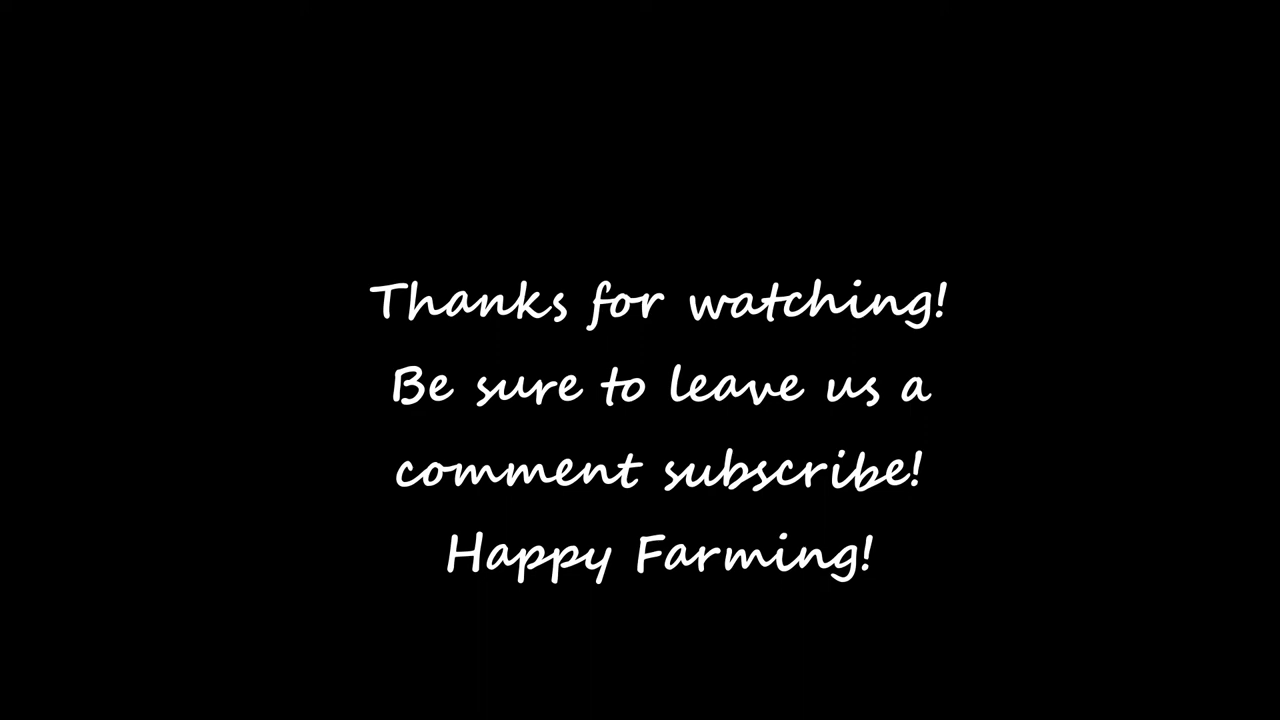 Thanks for watching!
Be sure to leave us a
comment subscribe!
Happy Farming!